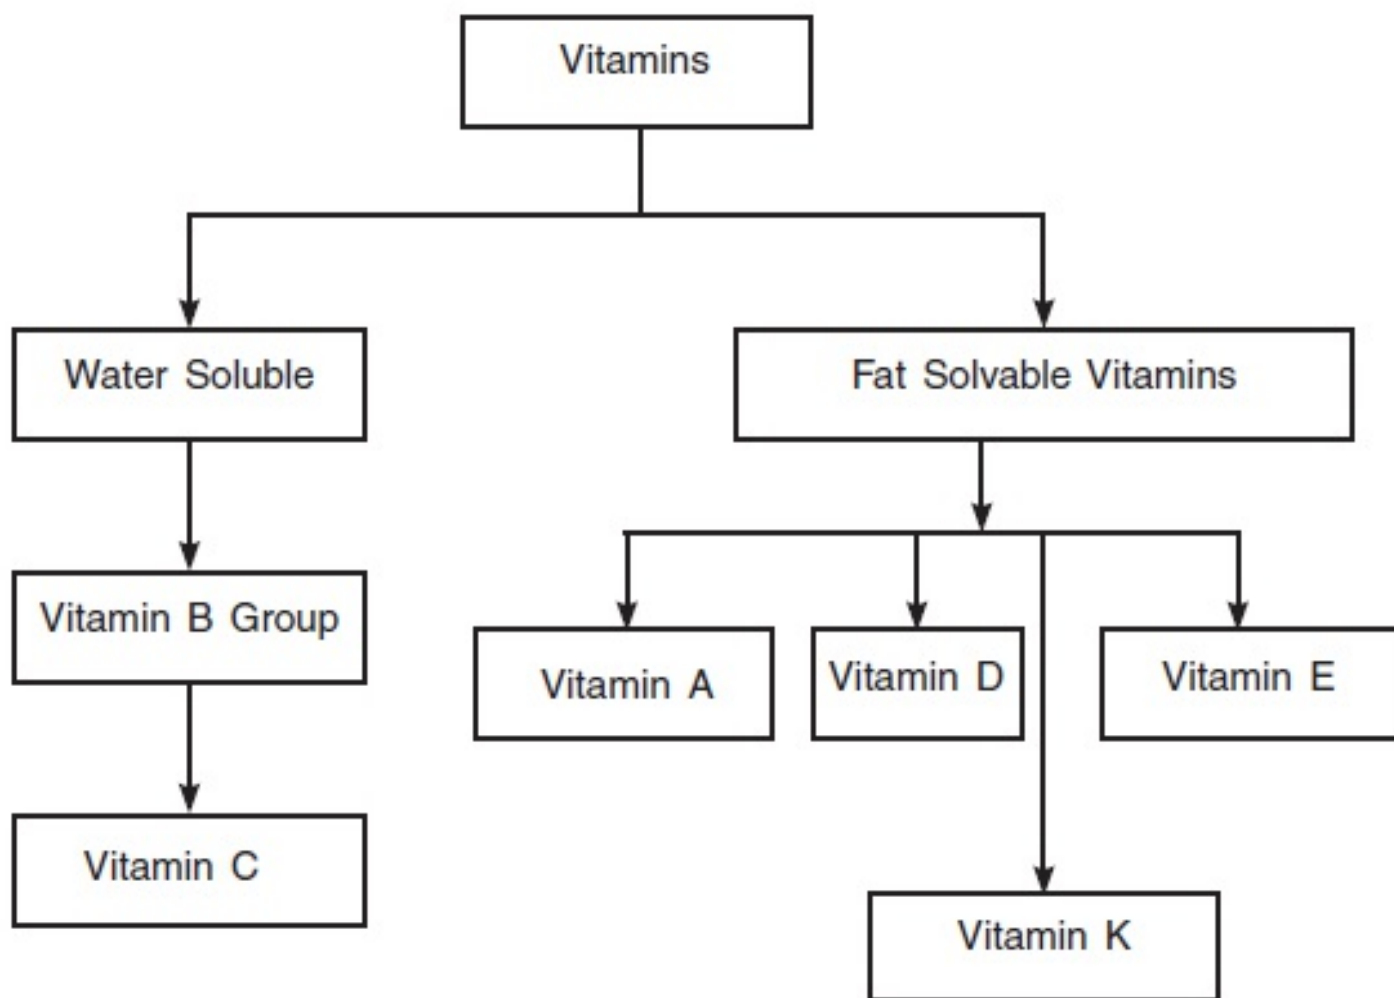 Vitamins
Water Soluble
Fat Solvable Vitamins
Vitamin B Group
Vitamin A
Vitamin D
Vitamin E
Vitamin C
Vitamin K